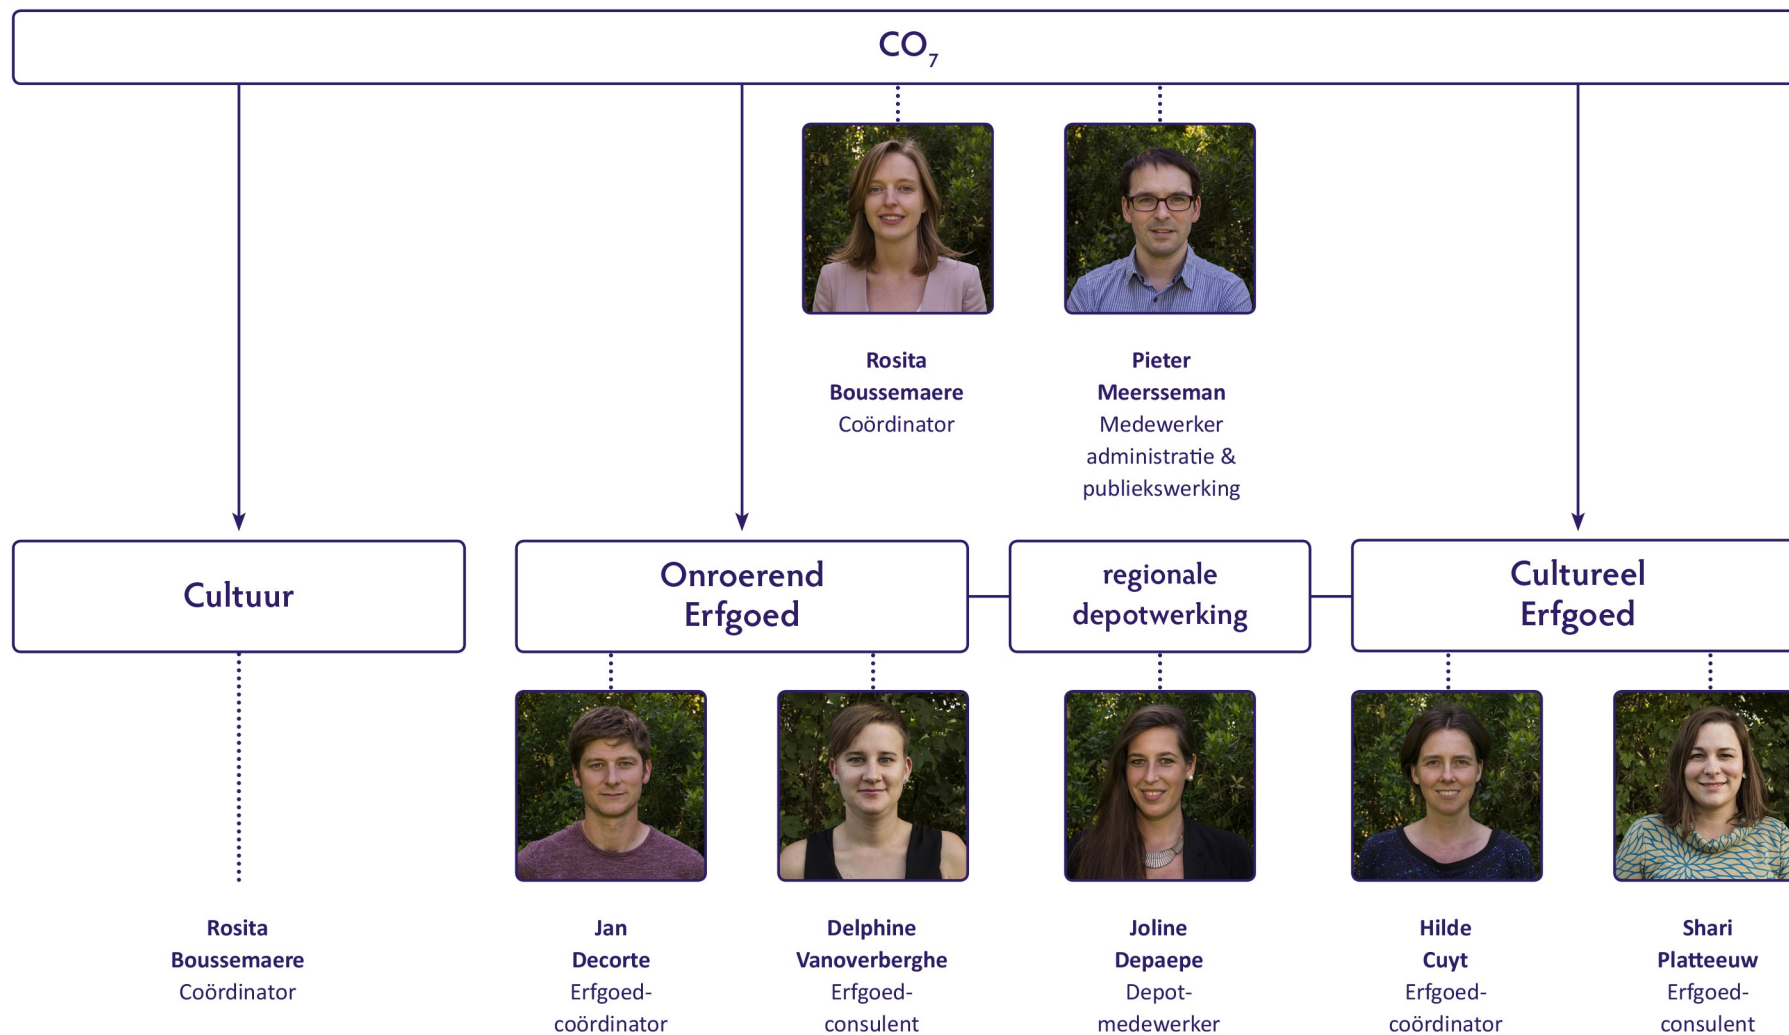 CO₇
Rosita
Boussemaere
Coördinator
Pieter
Meersseman
Medewerker
administratie &
publiekswerking
Cultuur
Onroerend
Erfgoed
regionale
depotwerking
Cultureel
Erfgoed
Rosita
Boussemaere
Coördinator
Jan
Decorte
Erfgoed-
coördinator
Delphine
Vanoverberghe
Erfgoed-
consulent
Joline
Depaepe
Depot-
medewerker
Hilde
Cuyt
Erfgoed-
coördinator
Shari
Platteeuw
Erfgoed-
consulent